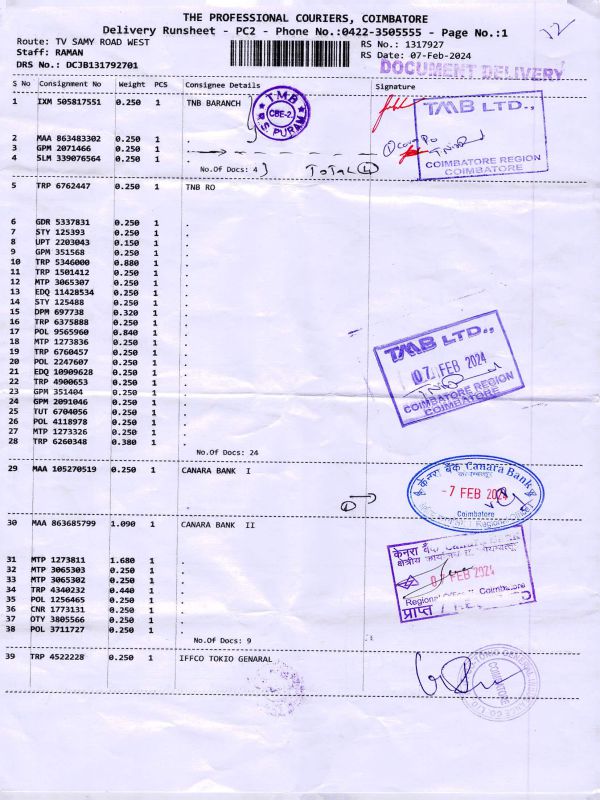 THE PROFESSIONAL COURIERS, COIMBATORE
Delivery Runsheet - PC2 - Phone No.:0422-3505555 - Page No.:1
12
Route: TV SAMY ROAD WEST
RS No.: 1317927
Staff: RAMAN
RS Date: 07-Feb-2024
DRS No.: DCJB131792701
DOCUMENT DELIVERY
S No Consignment No Weight PCS Consignee Details Signature
1 IXM 505817551 0.250 1 TNB BARANCH
T.M.B CBE-2. R.S. PURAM
TMB LTD.,
COIMBATORE REGION
COIMBATORE
2 MAA 863483302 0.250 1 .
3 GPM 2071466 0.250 1 .
4 SLM 339076564 0.250 1 .
No.Of Docs: 4 TOTAL 4
5 TRP 6762447 0.250 1 TNB RO
6 GDR 5337831 0.250 1 .
7 STY 125393 0.250 1 .
8 UPT 2203043 0.150 1 .
9 GPM 351568 0.250 1 .
10 TRP 5346000 0.880 1 .
11 TRP 1501412 0.250 1 .
12 MTP 3065307 0.250 1 .
13 EDQ 11428534 0.250 1 .
14 STY 125488 0.250 1 .
15 DPM 697738 0.320 1 .
16 TRP 6375888 0.250 1 .
17 POL 9565960 0.840 1 .
18 MTP 1273836 0.250 1 .
19 TRP 6760457 0.250 1 .
20 POL 2247607 0.250 1 .
21 EDQ 10909628 0.250 1 .
22 TRP 4900653 0.250 1 .
23 GPM 351404 0.250 1 .
24 GPM 2091046 0.250 1 .
25 TUT 6704056 0.250 1 .
26 POL 4118978 0.250 1 .
27 MTP 1273326 0.250 1 .
28 TRP 6260348 0.380 1 .
TMB LTD.,
07 FEB 2024
COIMBATORE REGION
COIMBATORE
No.Of Docs: 24
29 MAA 105270519 0.250 1 CANARA BANK I
केनरा बैंक Canara Bank
-7 FEB 2024
Coimbatore
1
30 MAA 863685799 1.090 1 CANARA BANK II
केनरा बैंक Canara Bank
07 FEB 2024
Regional Coimbatore
प्राप्त
31 MTP 1273811 1.680 1 .
32 MTP 3065303 0.250 1 .
33 MTP 3065302 0.250 1 .
34 TRP 4340232 0.440 1 .
35 POL 1256465 0.250 1 .
36 CNR 1773131 0.250 1 .
37 OTY 3805566 0.250 1 .
38 POL 3711727 0.250 1 .
No.Of Docs: 9
39 TRP 4522228 0.250 1 IFFCO TOKIO GENARAL
COIMBATORE